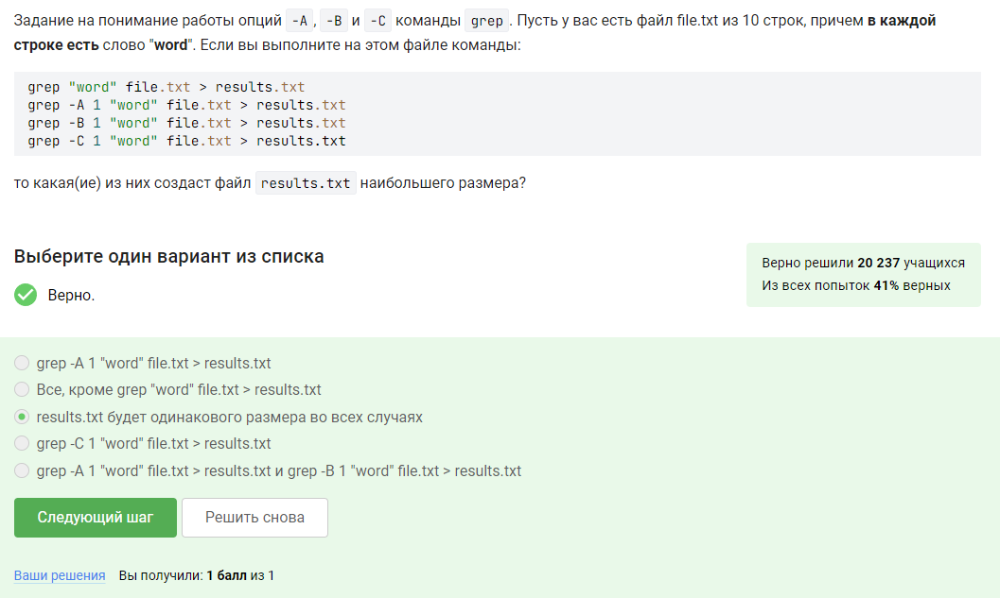 Задание на понимание работы опций -A, -B и -C команды grep. Пусть у вас есть файл file.txt из 10 строк, причем в каждой
строке есть слово "word". Если вы выполните на этом файле команды:
grep "word" file.txt > results.txt
grep -A 1 "word" file.txt > results.txt
grep -B 1 "word" file.txt > results.txt
grep -C 1 "word" file.txt > results.txt
то какая(ие) из них создаст файл results.txt наибольшего размера?
Выберите один вариант из списка
Верно решили 20 237 учащихся
Из всех попыток 41% верных
Верно.
grep -A 1 "word" file.txt > results.txt
Все, кроме grep "word" file.txt > results.txt
results.txt будет одинакового размера во всех случаях
grep -C 1 "word" file.txt > results.txt
grep -A 1 "word" file.txt > results.txt и grep -B 1 "word" file.txt > results.txt
Следующий шаг
Решить снова
Ваши решения Вы получили: 1 балл из 1